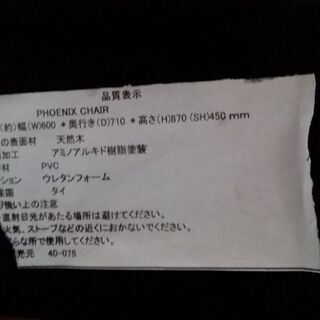 品質表示
PHOENIX CHAIR
(約)幅(W)600 * 奥行き(D)710 * 高さ(H)870 (SH)450 mm
の表面材 天然木
加工 アミノアルキド樹脂塗装
材 PVC
ション ウレタンフォーム
産国 タイ
り扱い上の注意
直射日光があたる場所は避けてください。
火気、ストーブなどの近くにおかないでください。
らな所で使用してください。
売元 40-075